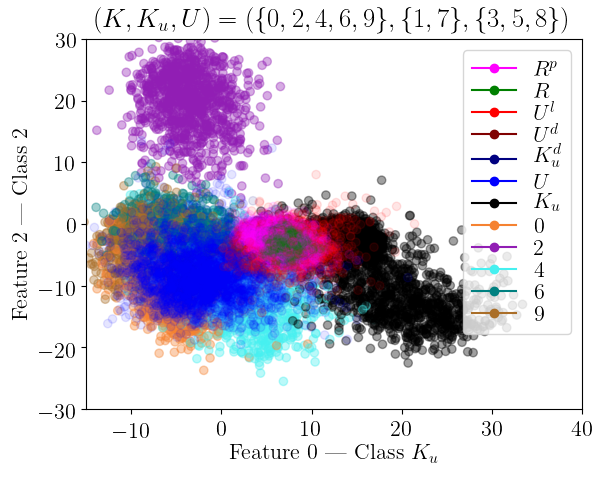 (K, K_u, U) = ({0, 2, 4, 6, 9}, {1, 7}, {3, 5, 8})
30
20
10
0
−10
−20
−30
Feature 2 — Class 2
R^p
R
U^l
U^d
K_u^d
U
K_u
0
2
4
6
9
−10
0
10
20
30
40
Feature 0 — Class K_u